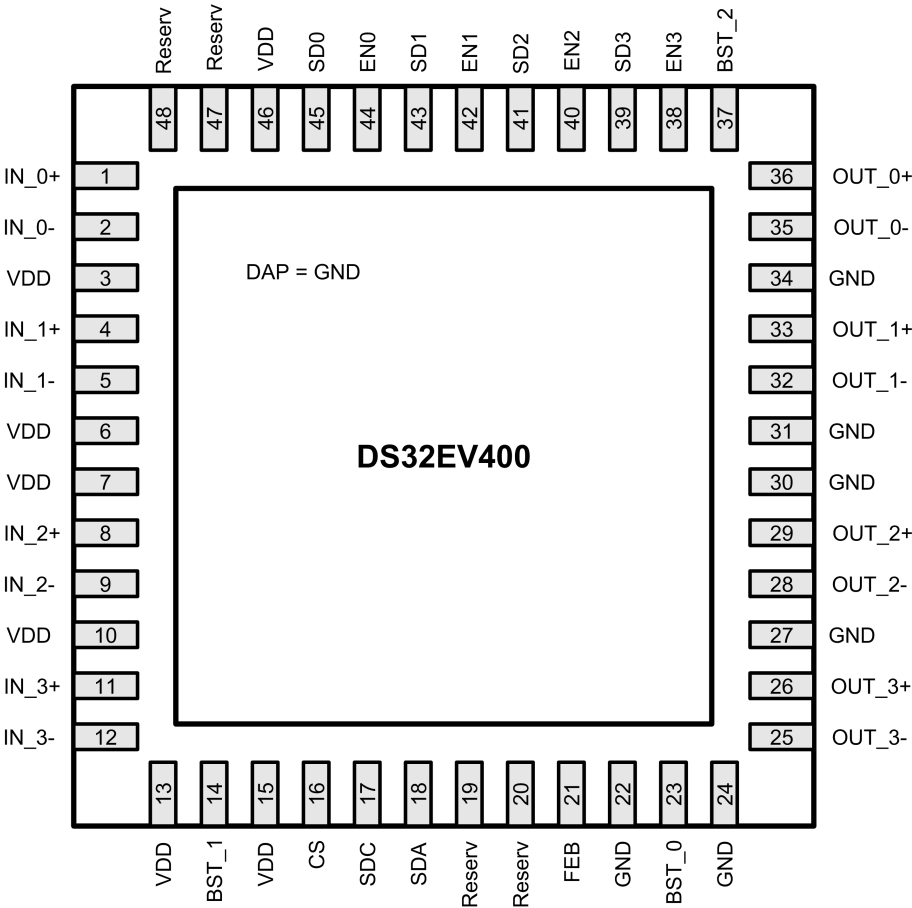 Reserv Reserv VDD SD0 EN0 SD1 EN1 SD2 EN2 SD3 EN3 BST_2
48 47 46 45 44 43 42 41 40 39 38 37
IN_0+ 1 36 OUT_0+
IN_0- 2 35 OUT_0-
VDD 3 34 GND
DAP = GND
IN_1+ 4 33 OUT_1+
IN_1- 5 32 OUT_1-
VDD 6 31 GND
DS32EV400
VDD 7 30 GND
IN_2+ 8 29 OUT_2+
IN_2- 9 28 OUT_2-
VDD 10 27 GND
IN_3+ 11 26 OUT_3+
IN_3- 12 25 OUT_3-
13 14 15 16 17 18 19 20 21 22 23 24
VDD BST_1 VDD CS SDC SDA Reserv Reserv FEB GND BST_0 GND